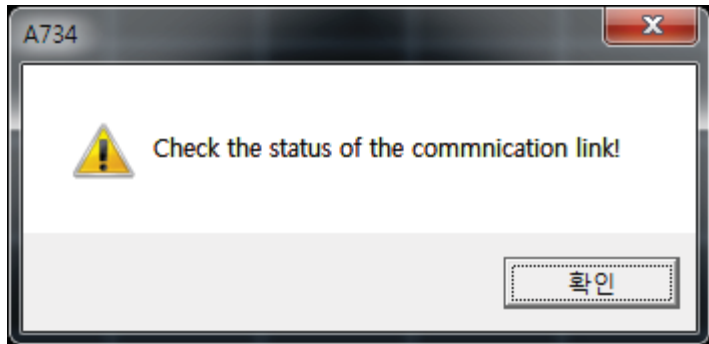 A734
Check the status of the commnication link!
확인